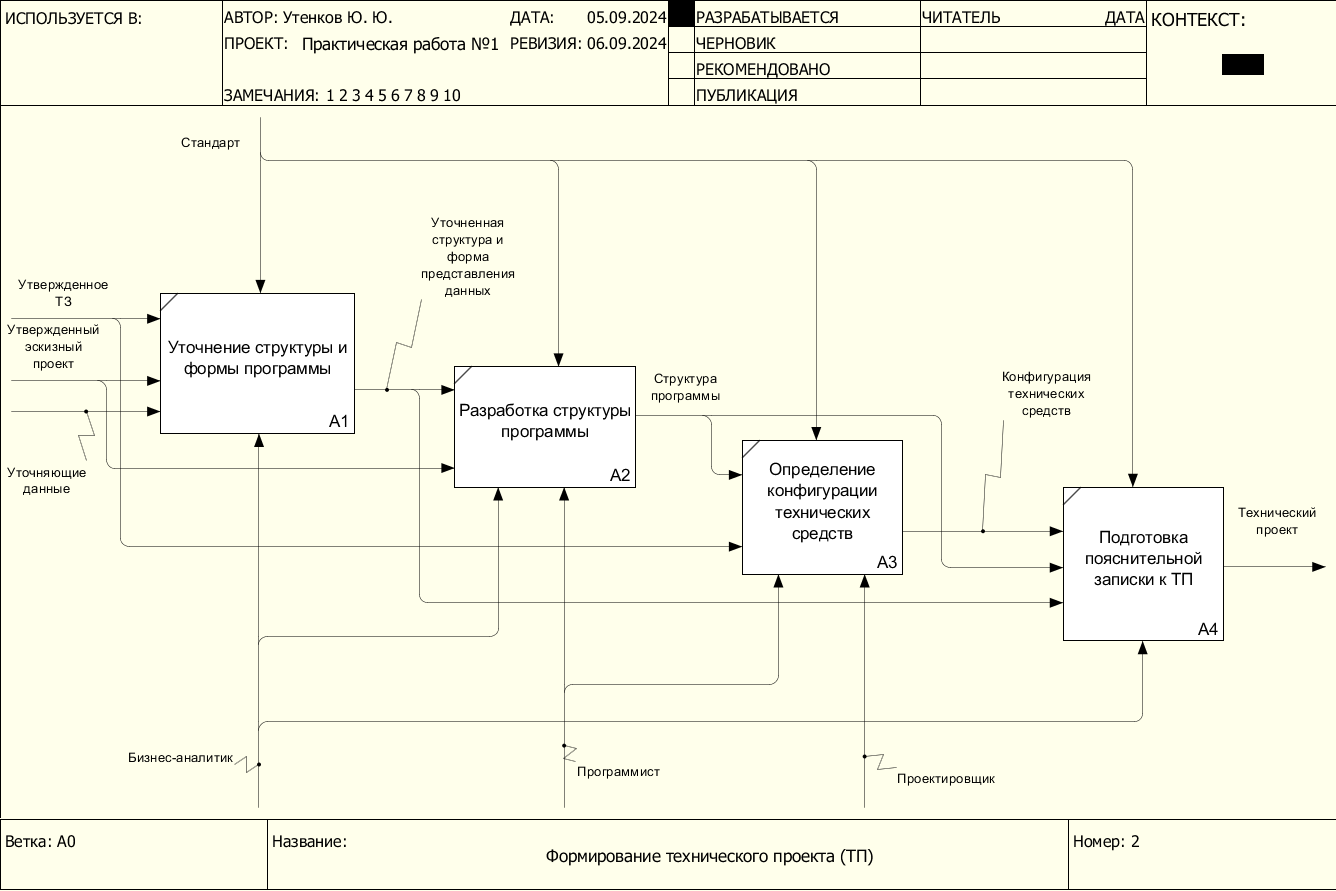 ИСПОЛЬЗУЕТСЯ В:
АВТОР: Утенков Ю. Ю.
ДАТА: 05.09.2024
ПРОЕКТ: Практическая работа №1
РЕВИЗИЯ: 06.09.2024
ЗАМЕЧАНИЯ: 1 2 3 4 5 6 7 8 9 10
РАЗРАБАТЫВАЕТСЯ
ЧЕРНОВИК
РЕКОМЕНДОВАНО
ПУБЛИКАЦИЯ
ЧИТАТЕЛЬ
ДАТА
КОНТЕКСТ:
Стандарт
Уточненная
структура и
форма
представления
данных
Утвержденное
ТЗ
Утвержденный
эскизный
проект
Уточняющие
данные
Уточнение структуры и
формы программы
A1
Разработка структуры
программы
A2
Структура
программы
Определение
конфигурации
технических
средств
A3
Конфигурация
технических
средств
Подготовка
пояснительной
записки к ТП
A4
Технический
проект
Бизнес-аналитик
Программист
Проектировщик
Ветка: A0
Название:
Формирование технического проекта (ТП)
Номер: 2